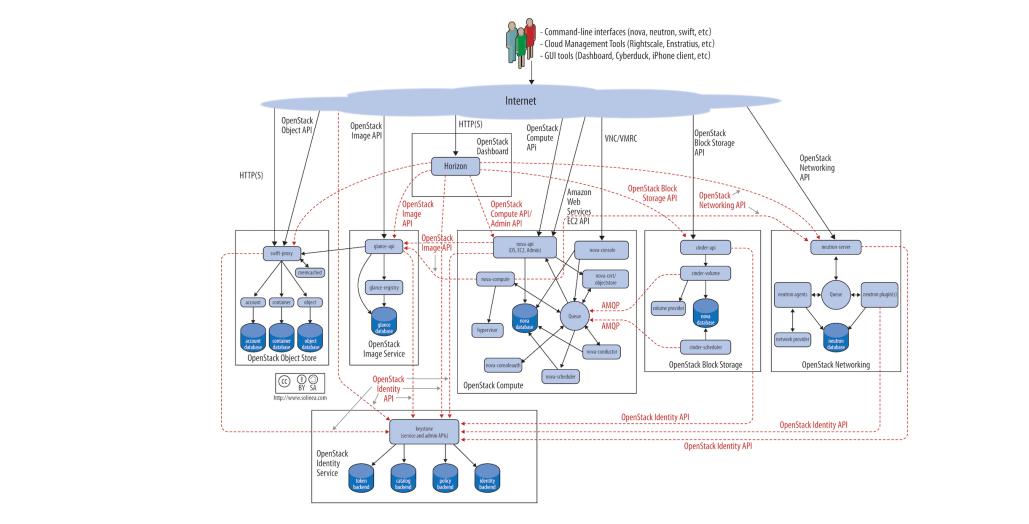 - Command-line interfaces (nova, neutron, swift, etc)
- Cloud Management Tools (Rightscale, Enstratius, etc)
- GUI tools (Dashboard, Cyberduck, iPhone client, etc)
Internet
OpenStack
Object API
OpenStack
Image API
HTTP(S)
OpenStack
Dashboard
OpenStack
Compute
APi
VNC/VMRC
OpenStack
Block Storage
API
OpenStack
Networking
API
HTTP(S)
Horizon
Amazon
Web
Services
EC2 API
OpenStack
Image
API
OpenStack
Compute API/
Admin API
OpenStack Block
Storage API
OpenStack
Networking API
OpenStack
Image API
swift-proxy
memcached
account
container
object
account
database
container
database
object
database
OpenStack Object Store
glance-api
glance-registry
glance
database
OpenStack
Image Service
nova-api
(OS, EC2, Admin)
nova-console
nova-compute
nova-cert/
objectstore
nova
database
Queue
hypervisor
nova-conductor
nova-consoleauth
nova-scheduler
OpenStack Compute
AMQP
AMQP
cinder-api
cinder-volume
volume provider
nova
database
cinder-scheduler
OpenStack Block Storage
neutron-server
neutron agents
Queue
neutron plugin(s)
network provider
neutron
database
OpenStack Networking
cc
BY SA
http://www.solinea.com
OpenStack
Identity
API
OpenStack Identity API
OpenStack Identity API
OpenStack Identity API
keystone
(service and admin APIs)
OpenStack
Identity
Service
token
backend
catalog
backend
policy
backend
identity
backend